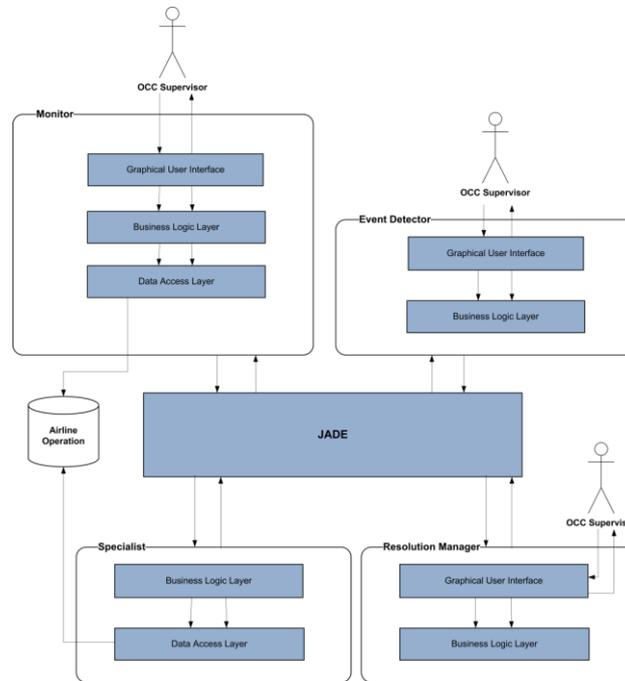 OCC Supervisor
Monitor
Graphical User Interface
Business Logic Layer
Data Access Layer
OCC Supervisor
Event Detector
Graphical User Interface
Business Logic Layer
Airline
Operation
JADE
OCC Supervis
Specialist
Business Logic Layer
Data Access Layer
Resolution Manager
Graphical User Interface
Business Logic Layer